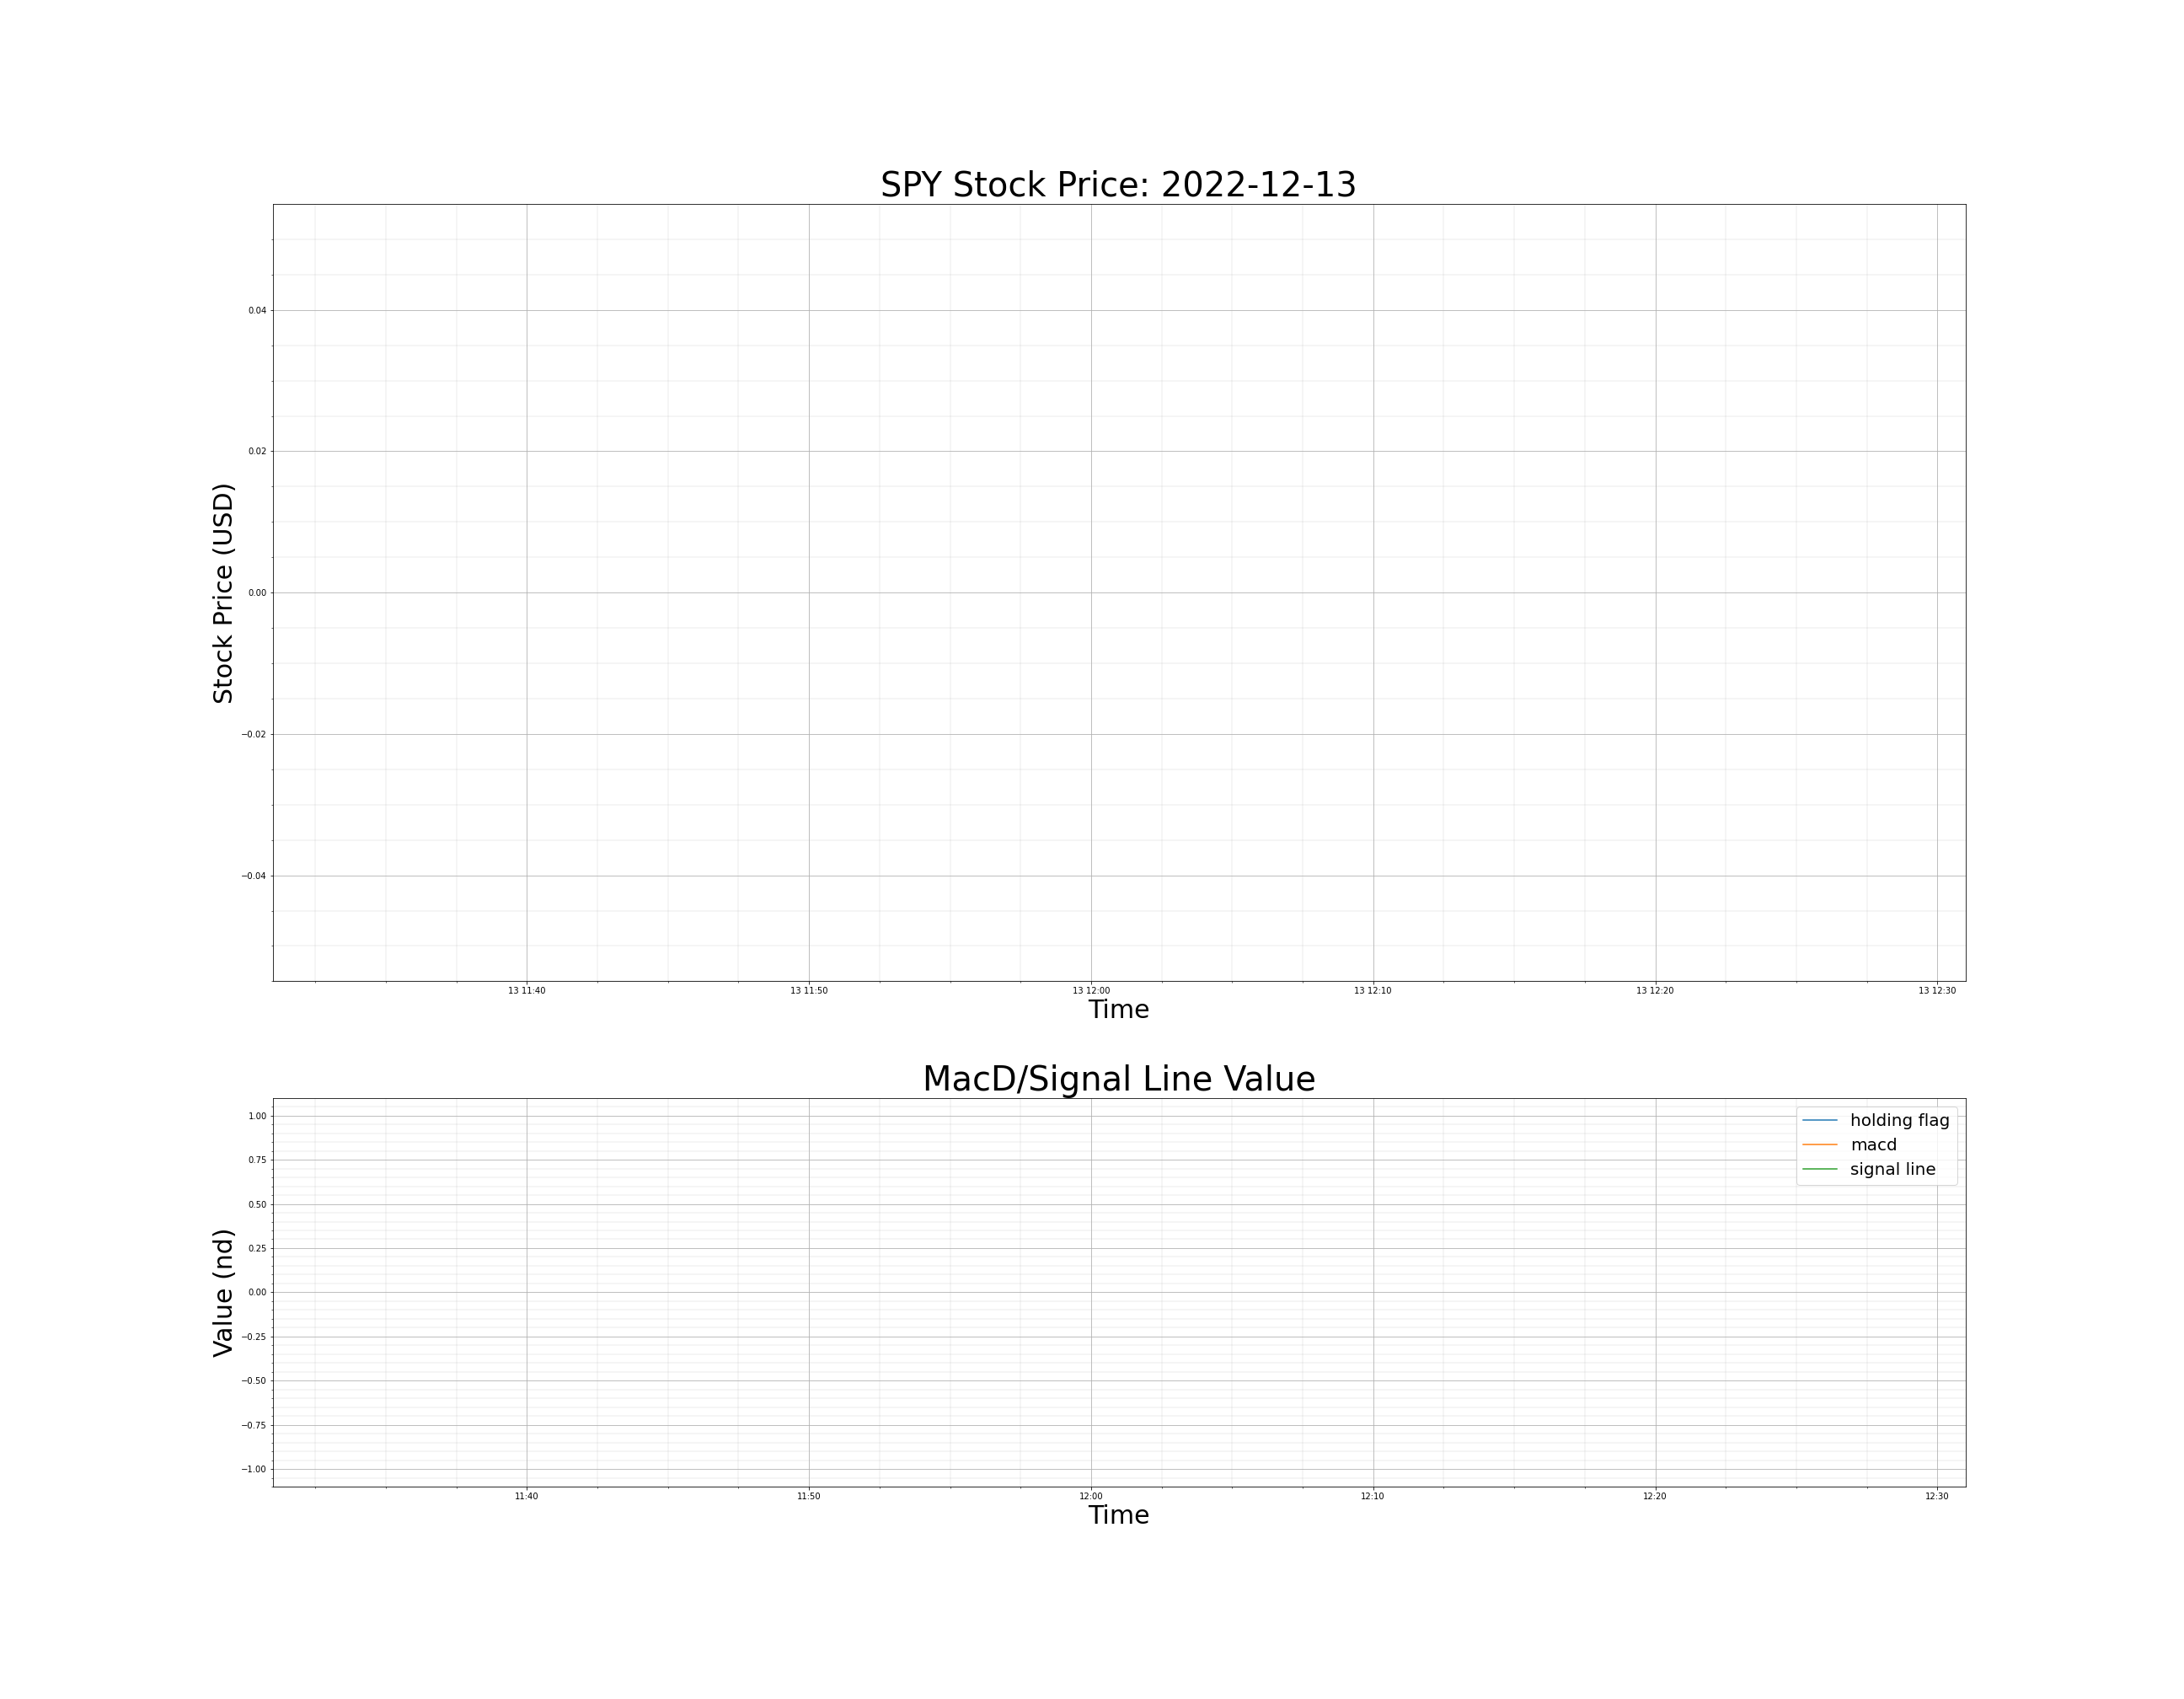 SPY Stock Price: 2022-12-13
Stock Price (USD)
0.04
0.02
0.00
−0.02
−0.04
13 11:40 13 11:50 13 12:00 13 12:10 13 12:20 13 12:30
Time
MacD/Signal Line Value
holding flag
macd
signal line
Value (nd)
1.00
0.75
0.50
0.25
0.00
−0.25
−0.50
−0.75
−1.00
11:40 11:50 12:00 12:10 12:20 12:30
Time